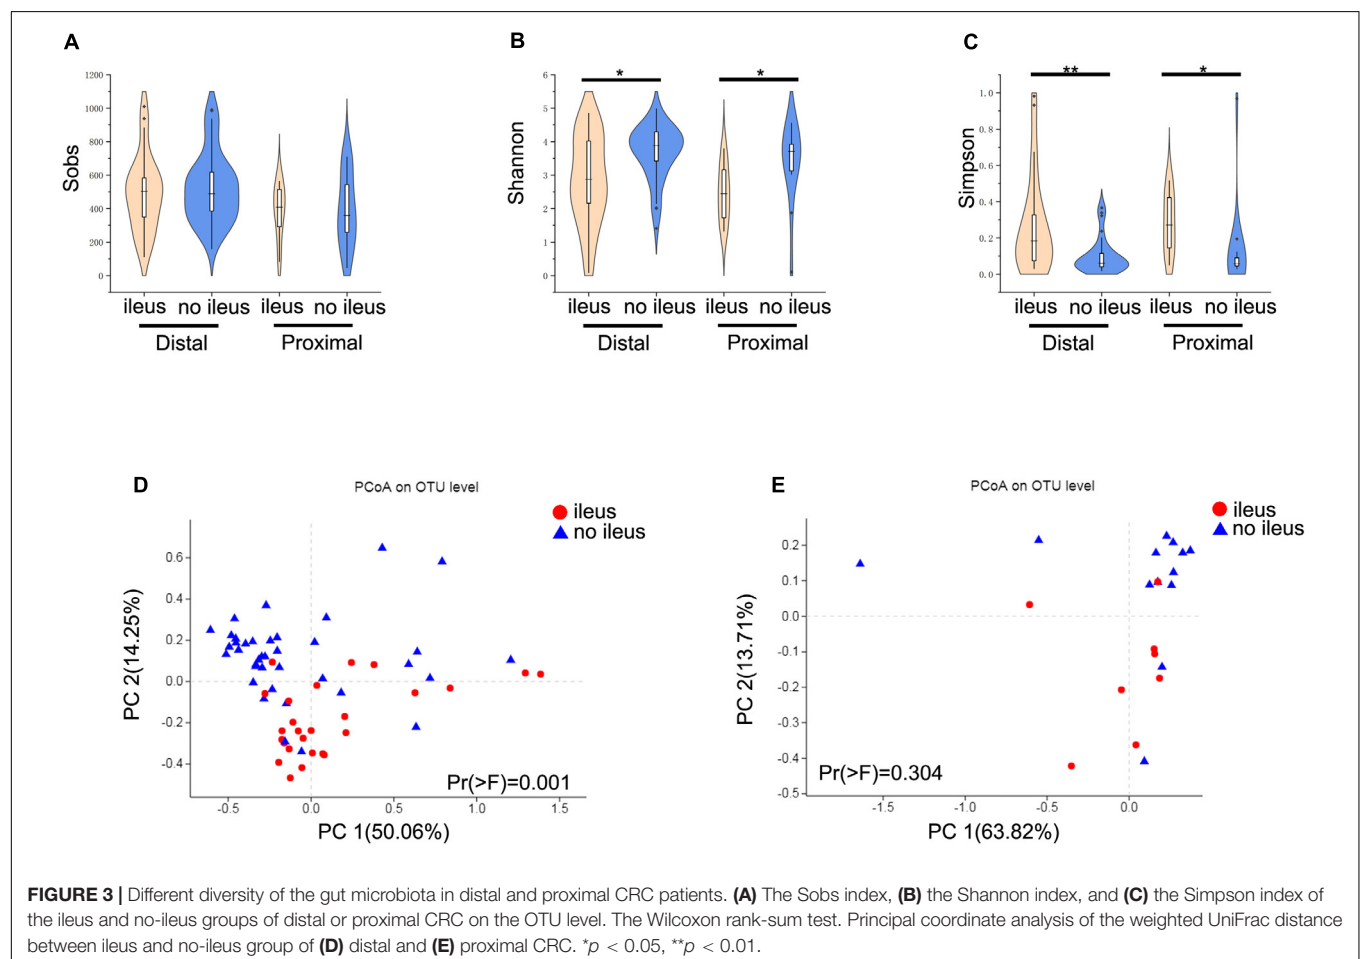 A
1200
1000
800
600
400
200
0
Sobs
ileus no ileus ileus no ileus
Distal Proximal
B
6
5
4
3
2
1
0
Shannon
* *
ileus no ileus ileus no ileus
Distal Proximal
C
1.0
0.8
0.6
0.4
0.2
0.0
Simpson
** *
ileus no ileus ileus no ileus
Distal Proximal
D
PCoA on OTU level
ileus
no ileus
0.6
0.4
0.2
0.0
-0.2
-0.4
PC 2(14.25%)
Pr(>F)=0.001
-0.5 0.0 0.5 1.0 1.5
PC 1(50.06%)
E
PCoA on OTU level
ileus
no ileus
0.2
0.1
0.0
-0.1
-0.2
-0.3
-0.4
-0.5
PC 2(13.71%)
Pr(>F)=0.304
-1.5 -1.0 -0.5 0.0
PC 1(63.82%)
FIGURE 3 | Different diversity of the gut microbiota in distal and proximal CRC patients. (A) The Sobs index, (B) the Shannon index, and (C) the Simpson index of
the ileus and no-ileus groups of distal or proximal CRC on the OTU level. The Wilcoxon rank-sum test. Principal coordinate analysis of the weighted UniFrac distance
between ileus and no-ileus group of (D) distal and (E) proximal CRC. *p < 0.05, **p < 0.01.